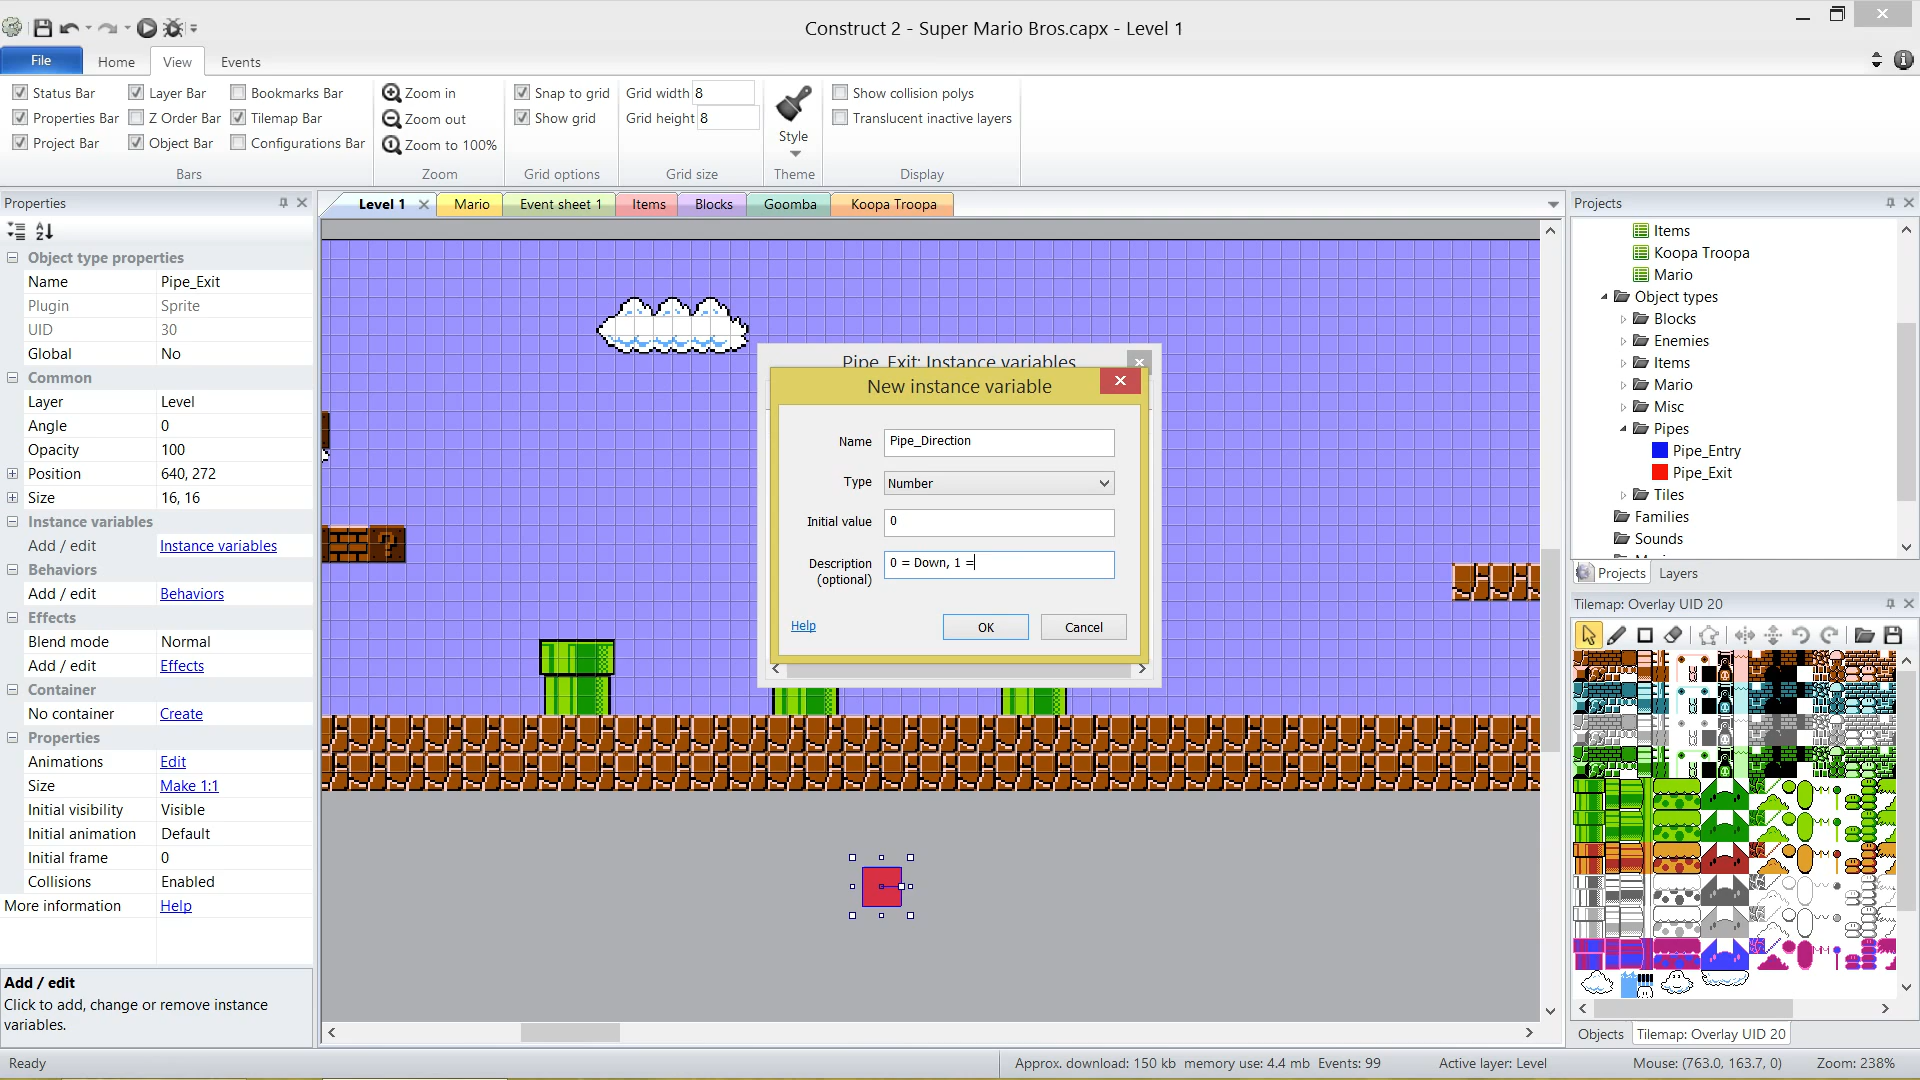 Construct 2 - Super Mario Bros.capx - Level 1
File Home View Events
Status Bar Layer Bar Bookmarks Bar
Properties Bar Z Order Bar Tilemap Bar
Project Bar Object Bar Configurations Bar
Bars
Zoom in
Zoom out
Zoom to 100%
Zoom
Snap to grid
Show grid
Grid options
Grid width 8
Grid height 8
Grid size
Style
Theme
Show collision polys
Translucent inactive layers
Display
Properties
Object type properties
Name Pipe_Exit
Plugin Sprite
UID 30
Global No
Common
Layer Level
Angle 0
Opacity 100
Position 640, 272
Size 16, 16
Instance variables
Add / edit Instance variables
Behaviors
Add / edit Behaviors
Effects
Blend mode Normal
Add / edit Effects
Container
No container Create
Properties
Animations Edit
Size Make 1:1
Initial visibility Visible
Initial animation Default
Initial frame 0
Collisions Enabled
More information Help
Add / edit
Click to add, change or remove instance
variables.
Level 1 Mario Event sheet 1 Items Blocks Goomba Koopa Troopa
Pipe_Exit: Instance variables
New instance variable
Name Pipe_Direction
Type Number
Initial value 0
Description
(optional)
0 = Down, 1 =
Help OK Cancel
Projects
Items
Koopa Troopa
Mario
Object types
Blocks
Enemies
Items
Mario
Misc
Pipes
Pipe_Entry
Pipe_Exit
Tiles
Families
Sounds
Projects Layers
Tilemap: Overlay UID 20
Objects Tilemap: Overlay UID 20
Ready Approx. download: 150 kb memory use: 4.4 mb Events: 99 Active layer: Level Mouse: (763.0, 163.7, 0) Zoom: 238%